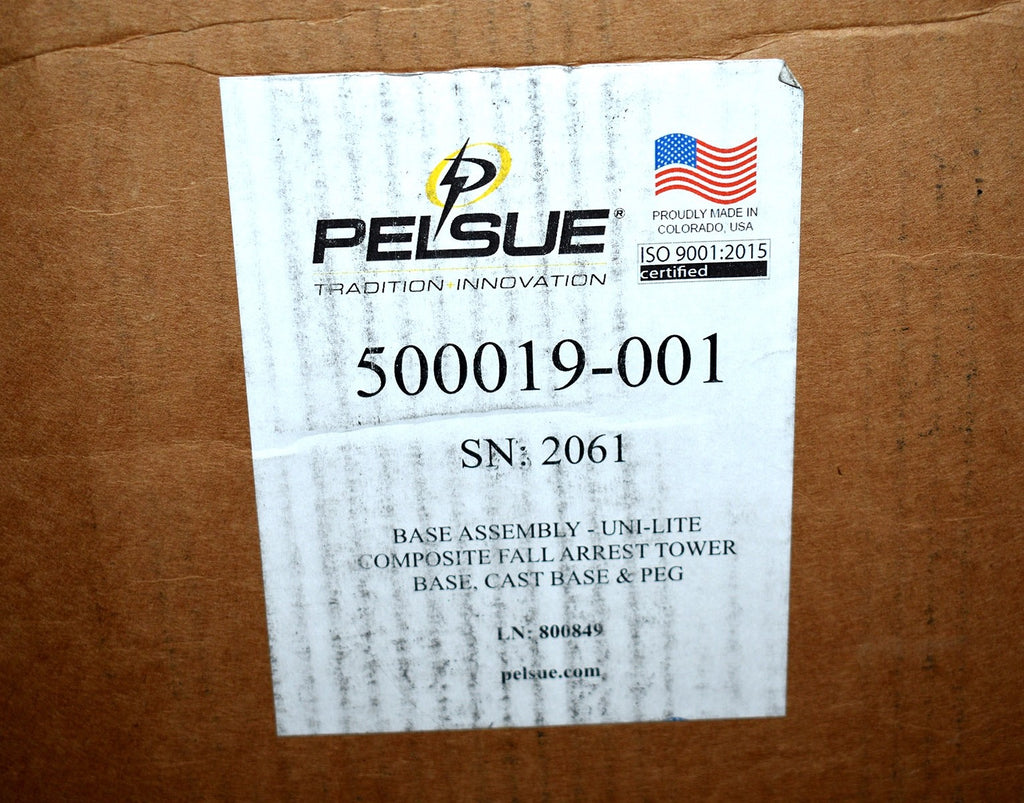 PELSUE®
TRADITION+INNOVATION
PROUDLY MADE IN
COLORADO, USA
ISO 9001:2015
certified
500019-001
SN: 2061
BASE ASSEMBLY - UNI-LITE
COMPOSITE FALL ARREST TOWER
BASE, CAST BASE & PEG
LN: 800849
pelsue.com